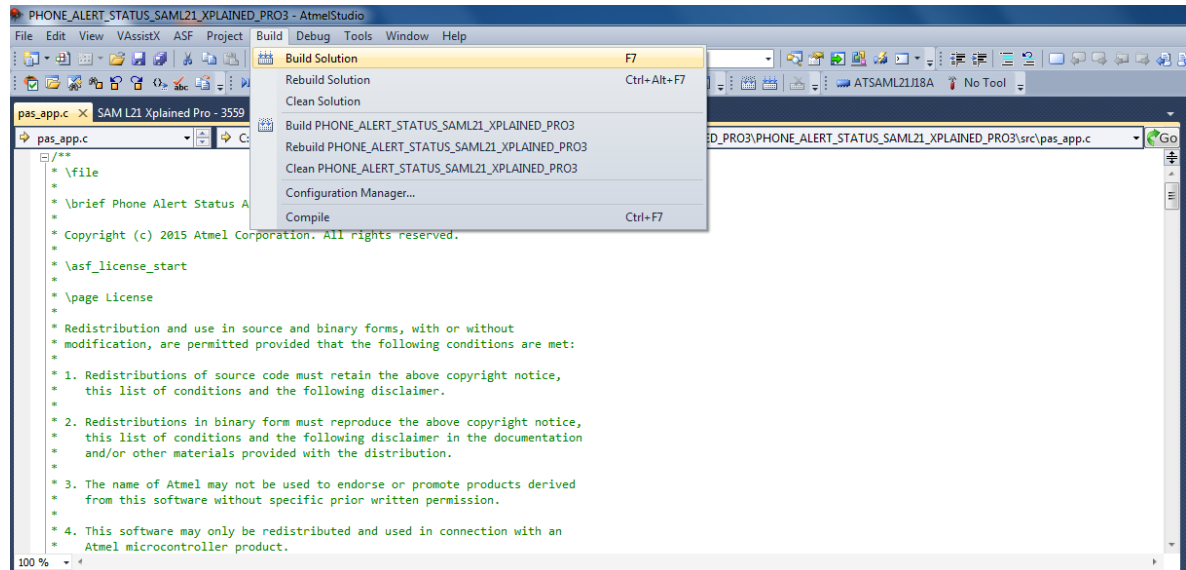 PHONE_ALERT_STATUS_SAML21_XPLAINED_PRO3 - AtmelStudio
File Edit View VAssistX ASF Project Build Debug Tools Window Help
Build Solution F7
Rebuild Solution Ctrl+Alt+F7
Clean Solution
Build PHONE_ALERT_STATUS_SAML21_XPLAINED_PRO3
Rebuild PHONE_ALERT_STATUS_SAML21_XPLAINED_PRO3
Clean PHONE_ALERT_STATUS_SAML21_XPLAINED_PRO3
Configuration Manager...
Compile Ctrl+F7
ATSAML21J18A No Tool
pas_app.c SAM L21 Xplained Pro - 3559
pas_app.c C: ED_PRO3\PHONE_ALERT_STATUS_SAML21_XPLAINED_PRO3\src\pas_app.c Go
/**
* \file
*
* \brief Phone Alert Status A
*
* Copyright (c) 2015 Atmel Corporation. All rights reserved.
*
* \asf_license_start
*
* \page License
*
* Redistribution and use in source and binary forms, with or without
* modification, are permitted provided that the following conditions are met:
*
* 1. Redistributions of source code must retain the above copyright notice,
* this list of conditions and the following disclaimer.
*
* 2. Redistributions in binary form must reproduce the above copyright notice,
* this list of conditions and the following disclaimer in the documentation
* and/or other materials provided with the distribution.
*
* 3. The name of Atmel may not be used to endorse or promote products derived
* from this software without specific prior written permission.
*
* 4. This software may only be redistributed and used in connection with an
* Atmel microcontroller product.
100 %